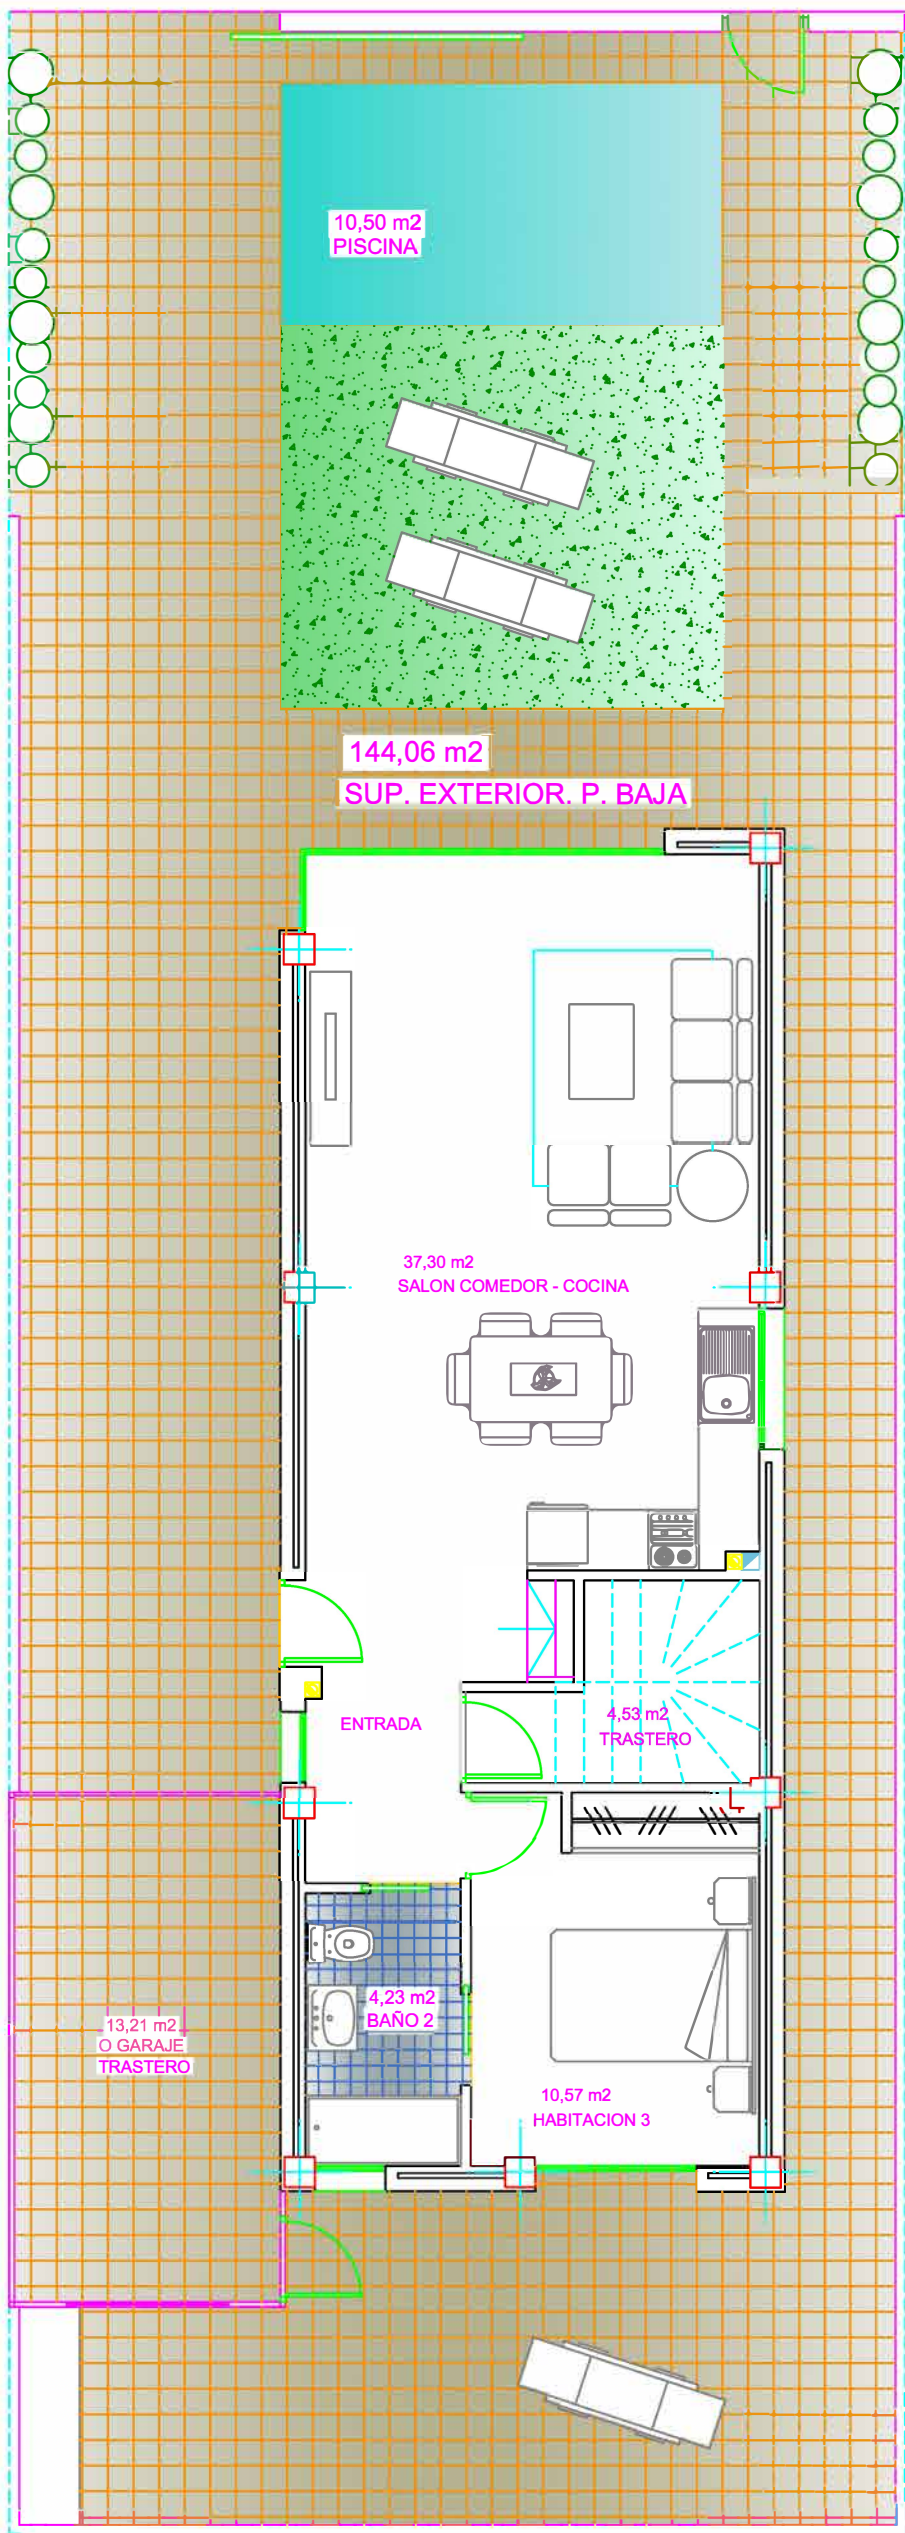 10,50 m2
PISCINA
144,06 m2
SUP. EXTERIOR. P. BAJA
37,30 m2
SALON COMEDOR - COCINA
4,53 m2
TRASTERO
ENTRADA
4,23 m2
BAÑO 2
13,21 m2
O GARAJE
TRASTERO
10,57 m2
HABITACION 3